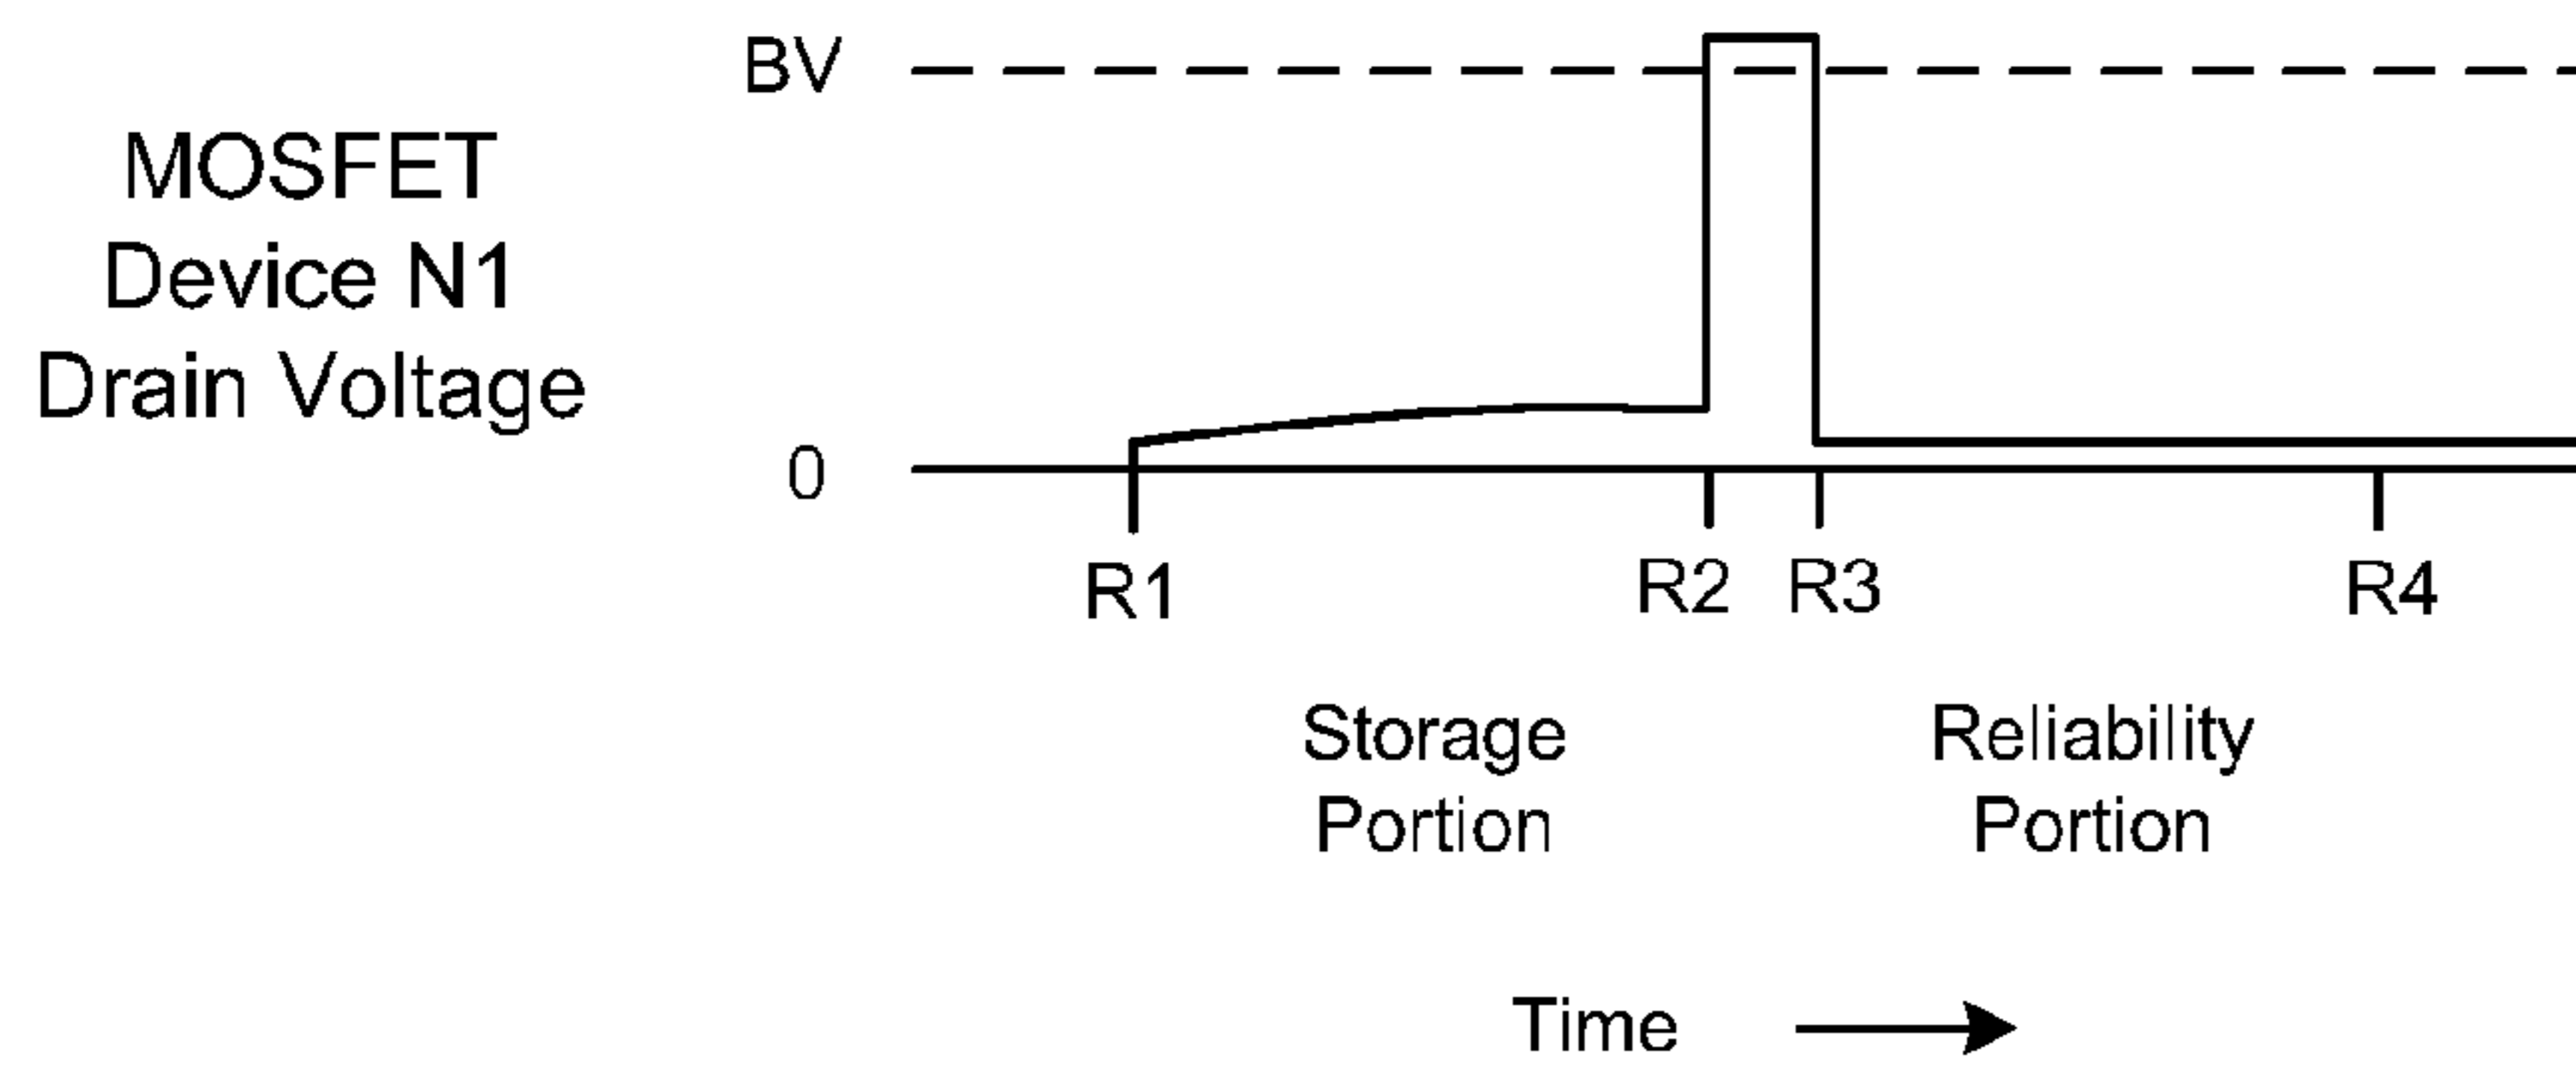 BV
MOSFET
Device N1
Drain Voltage
0
R1
R2
R3
R4
Storage
Portion
Reliability
Portion
Time